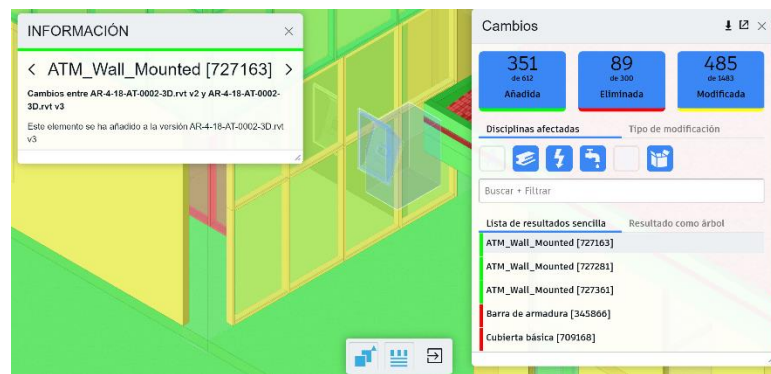 INFORMACIÓN
ATM_Wall_Mounted [727163]
Cambios entre AR-4-18-AT-0002-3D.rvt v2 y AR-4-18-AT-0002-
3D.rvt v3
Este elemento se ha añadido a la versión AR-4-18-AT-0002-3D.rvt
v3
Cambios
351 89 485
de 612 de 300 de 1483
Añadida Eliminada Modificada
Disciplinas afectadas Tipo de modificación
Buscar + Filtrar
Lista de resultados sencilla Resultado como árbol
ATM_Wall_Mounted [727163]
ATM_Wall_Mounted [727281]
ATM_Wall_Mounted [727361]
Barra de armadura [345866]
Cubierta básica [709168]